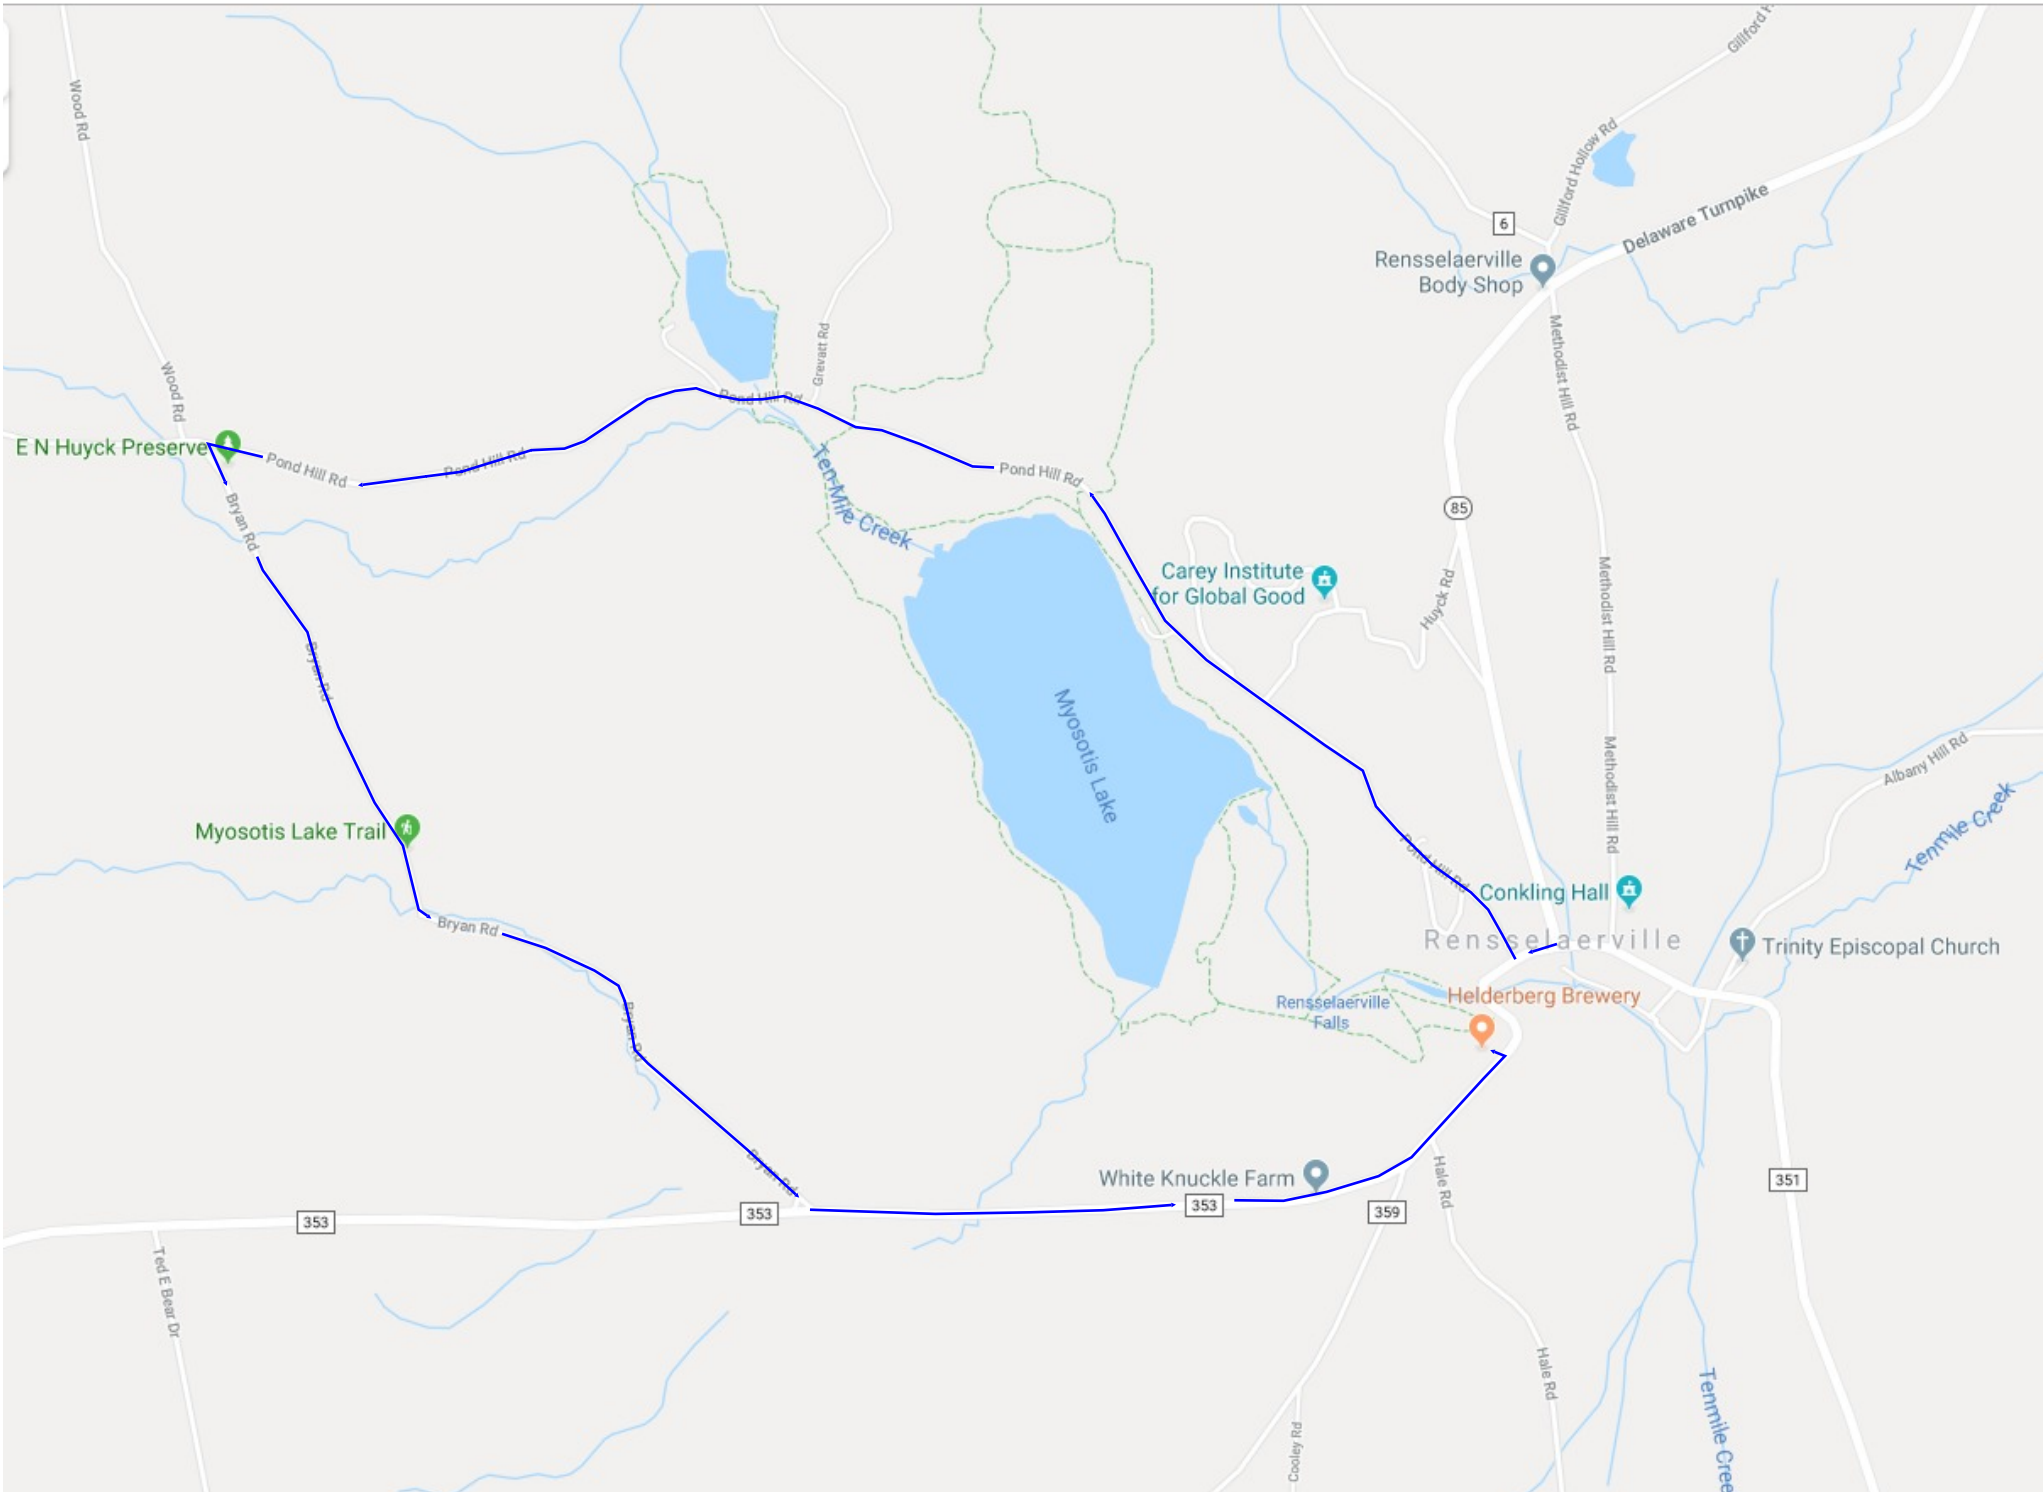 Gillford H
Wood Rd
Gillford Hollow Rd
6
Delaware Turnpike
Rensselaerville
Body Shop
Grevatt Rd
Methodist Hill Rd
Wood Rd
Pond Hill Rd
E N Huyck Preserve
Pond Hill Rd
Pond Hill Rd
Pond Hill Rd
Ten-Mile Creek
85
Bryan Rd
Carey Institute
for Global Good
Huyck Rd
Methodist Hill Rd
Bryan Rd
Myosotis Lake
Methodist Hill Rd
Albany Hill Rd
Tenmile Creek
Myosotis Lake Trail
Pond Hill Rd
Conkling Hall
Bryan Rd
Rensselaerville
Trinity Episcopal Church
Rensselaerville
Falls
Helderberg Brewery
Bryan Rd
Bryan Rd
White Knuckle Farm
Hale Rd
351
353
353
353
359
Ted E Bear Dr
Hale Rd
Cooley Rd
Tenmile Cree